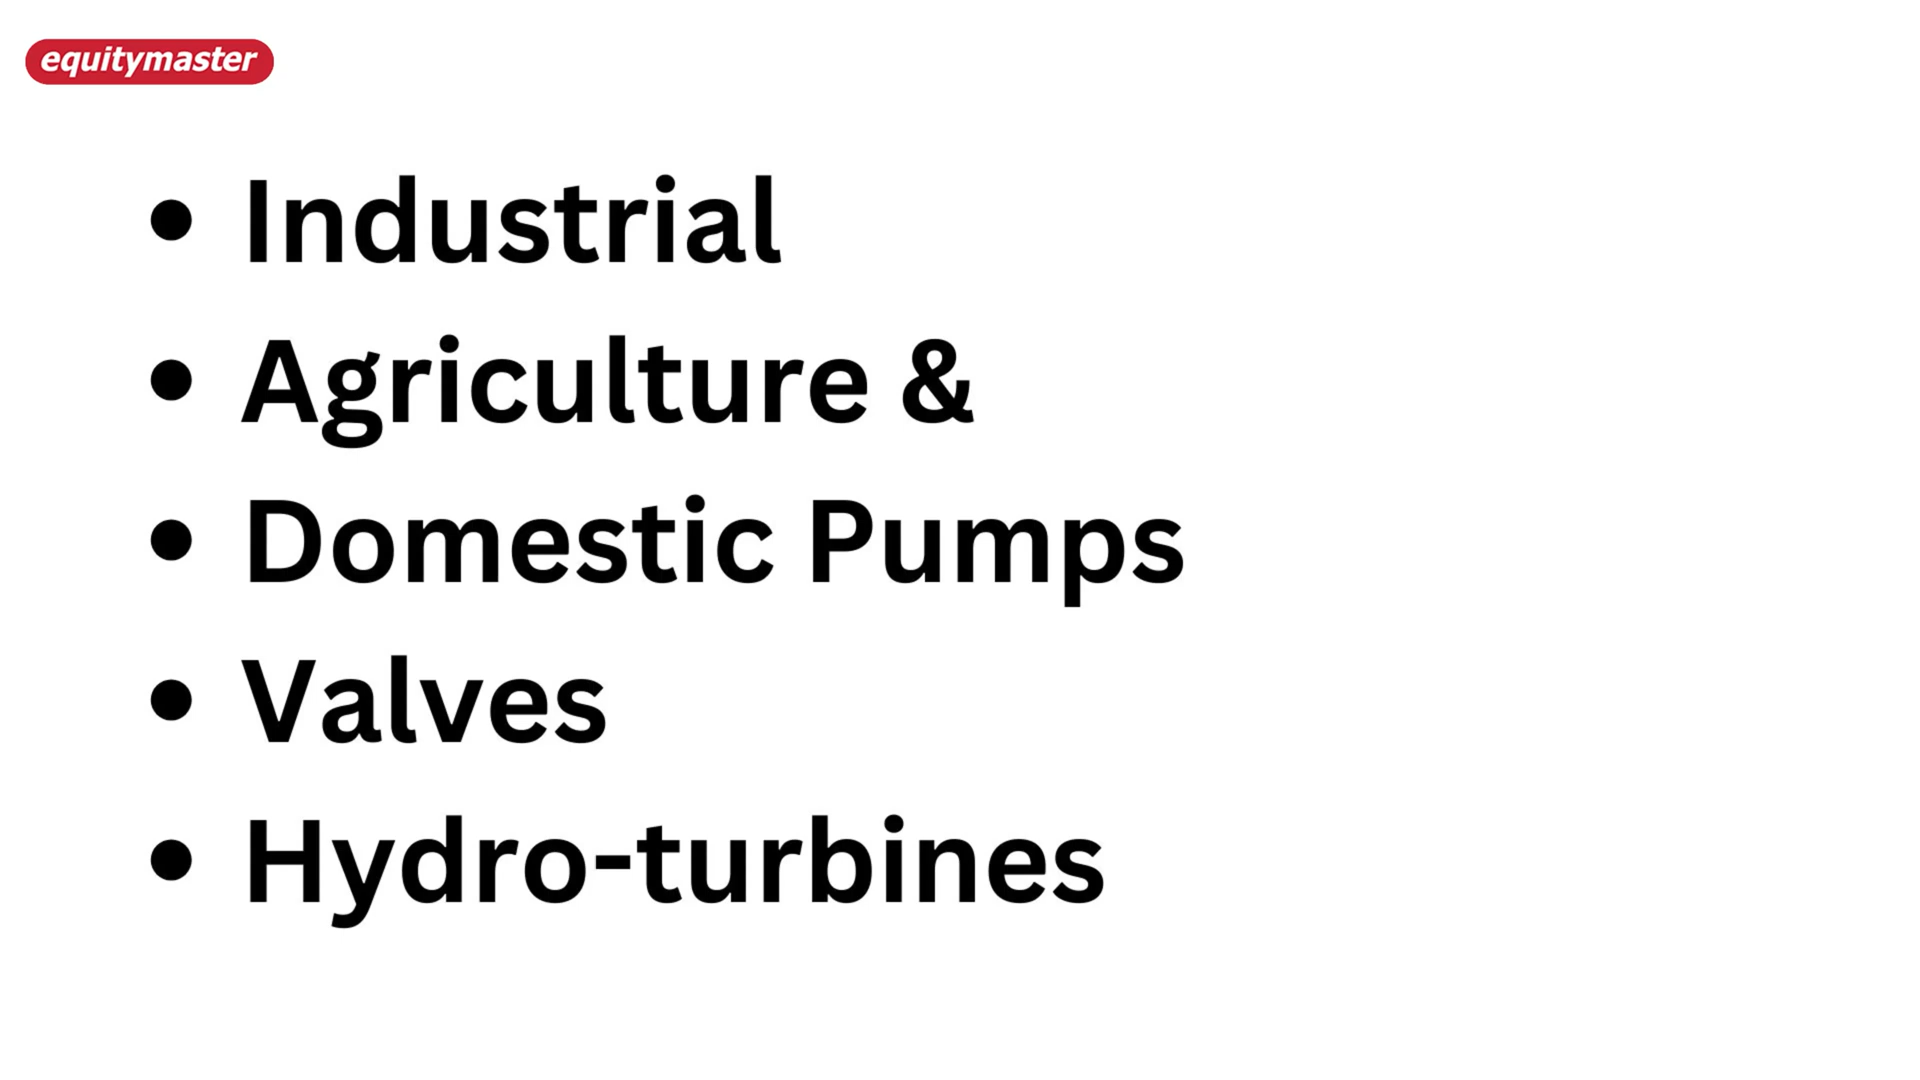 equitymaster
• Industrial
• Agriculture &
• Domestic Pumps
• Valves
• Hydro-turbines